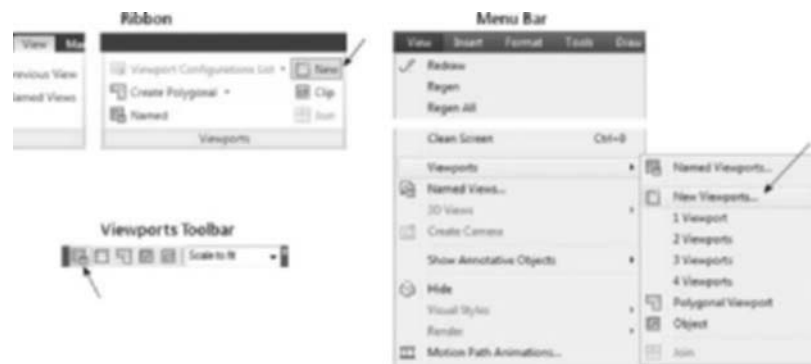 Ribbon
View
revious View
amed Views
Viewport Configurations List
New
Create Polygonal
Clip
Named
Join
Viewports
Viewports Toolbar
Scale to fit
Menu Bar
View Insert Format Tools Draw
Redraw
Regen
Regen All
Clean Screen Ctrl+0
Viewports
Named Views...
3D Views
Create Camera
Show Annotative Objects
Hide
Visual Styles
Render
Motion Path Animations...
Named Viewports...
New Viewports...
1 Viewport
2 Viewports
3 Viewports
4 Viewports
Polygonal Viewport
Object
Join